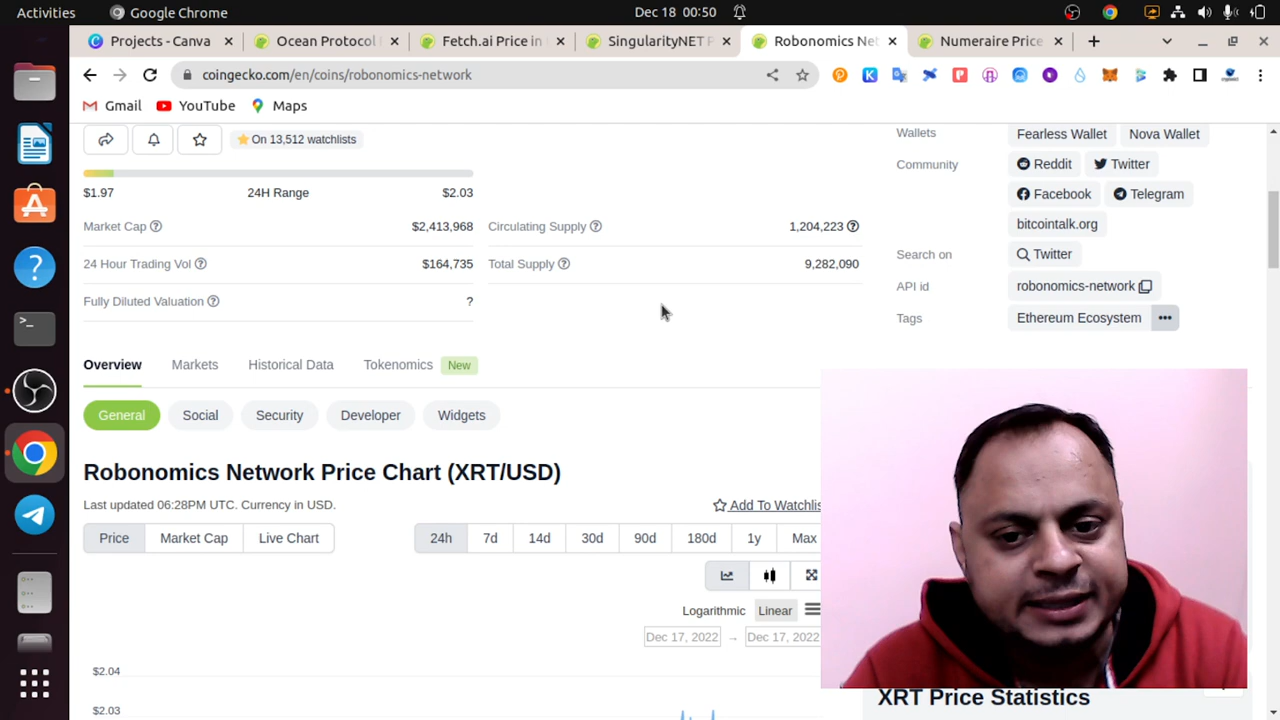 Activities
Google Chrome
Dec 18 00:50
Projects - Canva
Ocean Protocol
Fetch.ai Price in
SingularityNET P
Robonomics Net
Numeraire Price
coingecko.com/en/coins/robonomics-network
Gmail
YouTube
Maps
On 13,512 watchlists
$1.97
24H Range
$2.03
Market Cap
$2,413,968
Circulating Supply
1,204,223
24 Hour Trading Vol
$164,735
Total Supply
9,282,090
Fully Diluted Valuation
?
Wallets
Fearless Wallet
Nova Wallet
Community
Reddit
Twitter
Facebook
Telegram
bitcointalk.org
Search on
Twitter
API id
robonomics-network
Tags
Ethereum Ecosystem
Overview
Markets
Historical Data
Tokenomics
New
General
Social
Security
Developer
Widgets
Robonomics Network Price Chart (XRT/USD)
Last updated 06:28PM UTC. Currency in USD.
Add To Watchlis
Price
Market Cap
Live Chart
24h
7d
14d
30d
90d
180d
1y
Max
Logarithmic
Linear
Dec 17, 2022
→
Dec 17, 2022
$2.04
$2.03
XRT Price Statistics